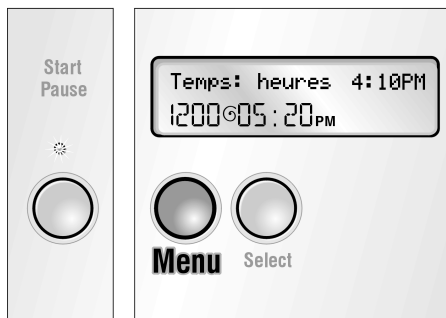 Start
Pause
Temps: heures 4:10PM
1200 05:20PM
Menu
Select